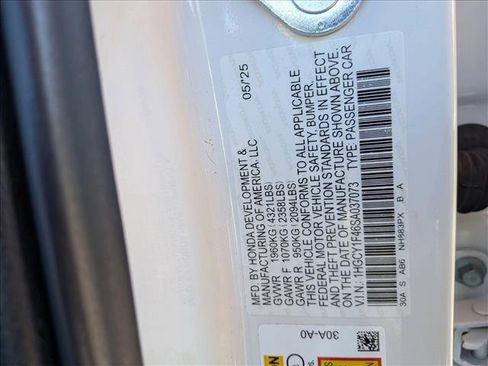 05/'25
MFD. BY HONDA DEVELOPMENT &
MANUFACTURING OF AMERICA, LLC
GVWR 1960KG ( 4321LBS)
GAWR F 1070KG ( 2358LBS)
GAWR R 950KG ( 2094LBS)
THIS VEHICLE CONFORMS TO ALL APPLICABLE
FEDERAL MOTOR VEHICLE SAFETY, BUMPER,
AND THEFT PREVENTION STANDARDS IN EFFECT
ON THE DATE OF MANUFACTURE SHOWN ABOVE.
V.I.N: 1HGCY1F46SA037073 TYPE: PASSENGER CAR
30A S AB6 NH883PX B A
30A-A0